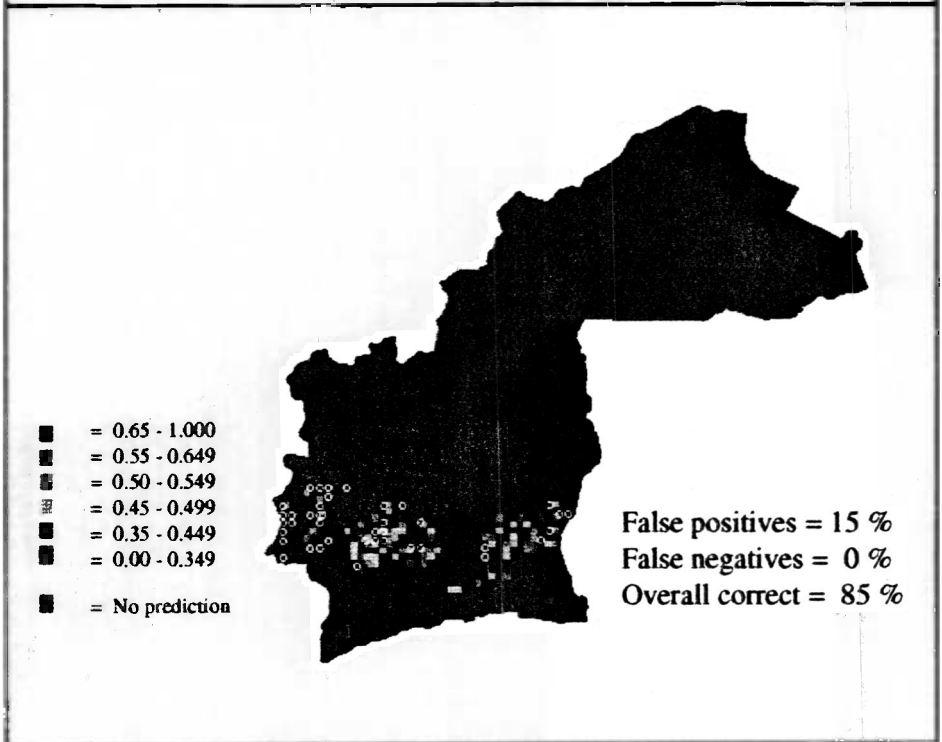 = 0.65 - 1.000
= 0.55 - 0.649
= 0.50 - 0.549
= 0.45 - 0.499
= 0.35 - 0.449
= 0.00 - 0.349
= No prediction
False positives = 15 %
False negatives = 0 %
Overall correct = 85 %